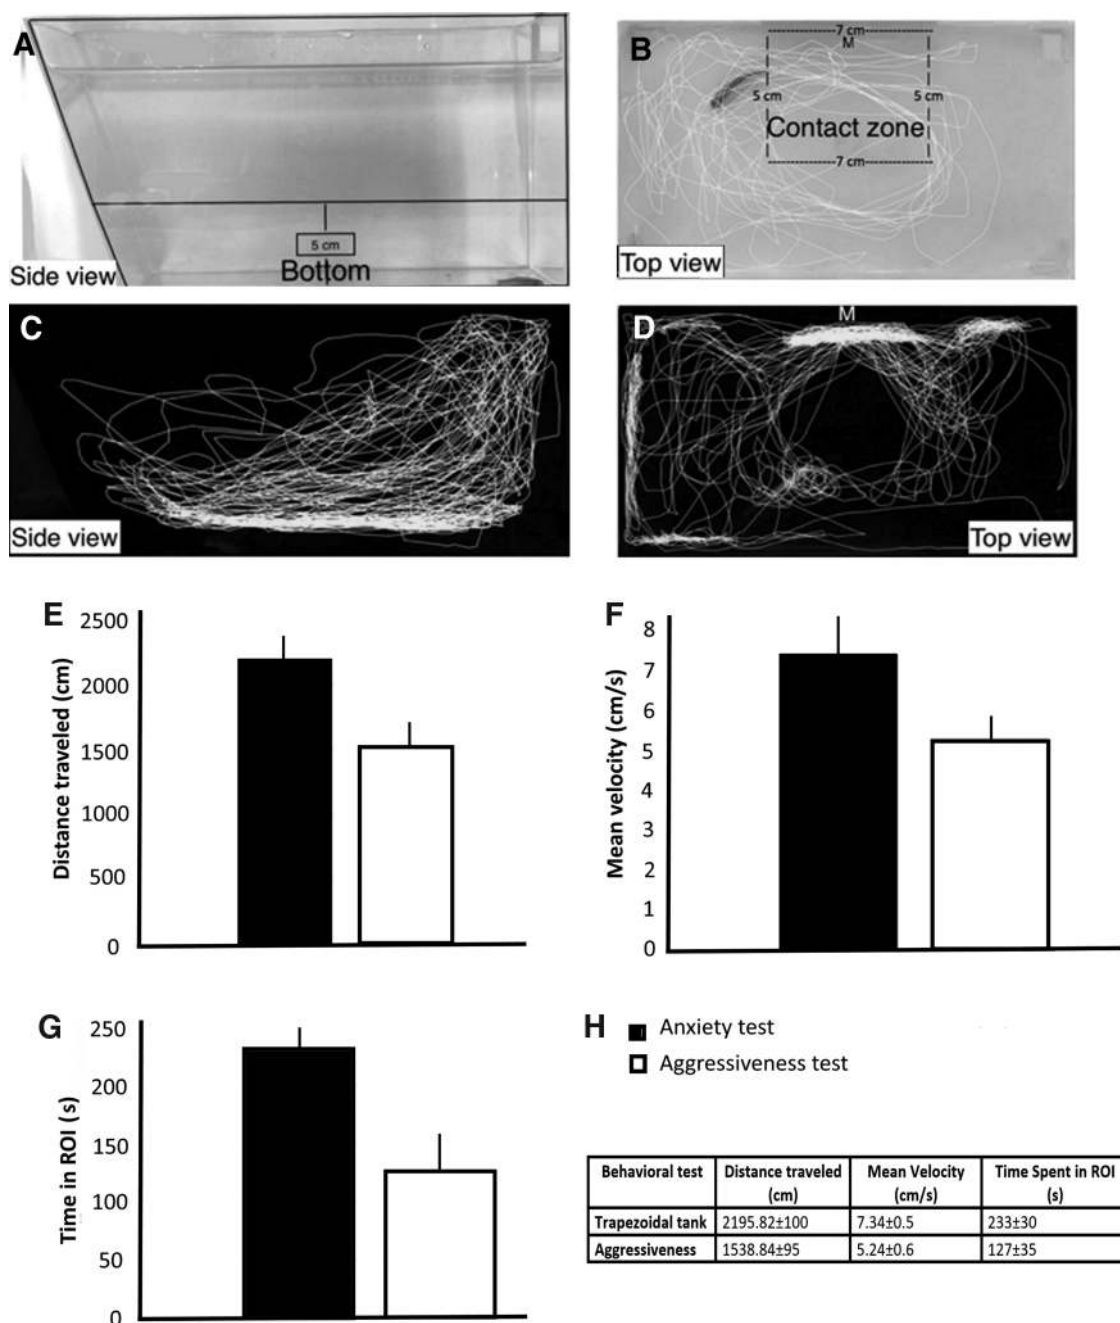 A
5 cm
Bottom
Side view
B
7 cm
M
5 cm
5 cm
Contact zone
7 cm
Top view
C
Side view
D
M
Top view
E
2500
2000
1500
1000
500
0
Distance traveled (cm)
F
8
7
6
5
4
3
2
1
0
Mean velocity (cm/s)
G
250
200
150
100
50
0
Time in ROI (s)
H
Anxiety test
Aggressiveness test
Behavioral test Distance traveled (cm) Mean Velocity (cm/s) Time Spent in ROI (s)
Trapezoidal tank 2195.82±100 7.34±0.5 233±30
Aggressiveness 1538.84±95 5.24±0.6 127±35